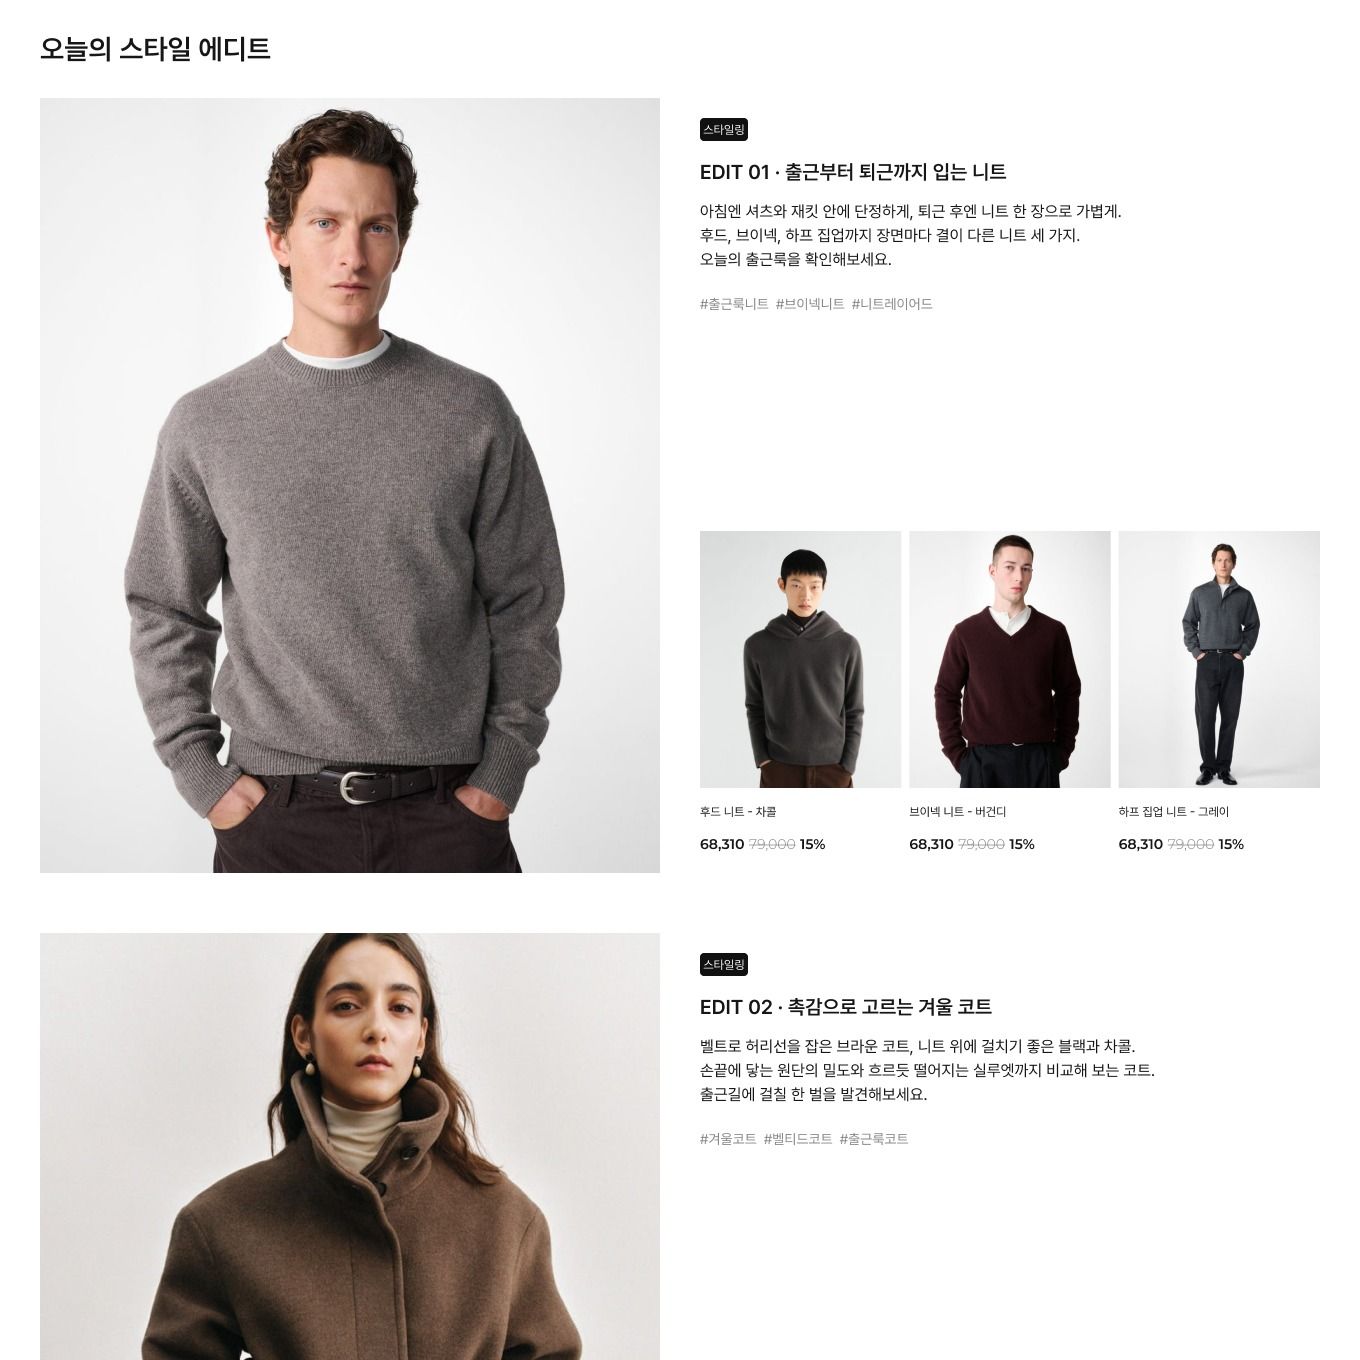 오늘의 스타일 에디트
스타일링
EDIT 01 · 출근부터 퇴근까지 입는 니트
아침엔 셔츠와 재킷 안에 단정하게, 퇴근 후엔 니트 한 장으로 가볍게.
후드, 브이넥, 하프 집업까지 장면마다 결이 다른 니트 세 가지.
오늘의 출근룩을 확인해보세요.
#출근룩니트 #브이넥니트 #니트레이어드
후드 니트 - 차콜
68,310 79,000 15%
브이넥 니트 - 버건디
68,310 79,000 15%
하프 집업 니트 - 그레이
68,310 79,000 15%
스타일링
EDIT 02 · 촉감으로 고르는 겨울 코트
벨트로 허리선을 잡은 브라운 코트, 니트 위에 걸치기 좋은 블랙과 차콜.
손끝에 닿는 원단의 밀도와 흐르듯 떨어지는 실루엣까지 비교해 보는 코트.
출근길에 걸칠 한 벌을 발견해보세요.
#겨울코트 #벨티드코트 #출근룩코트